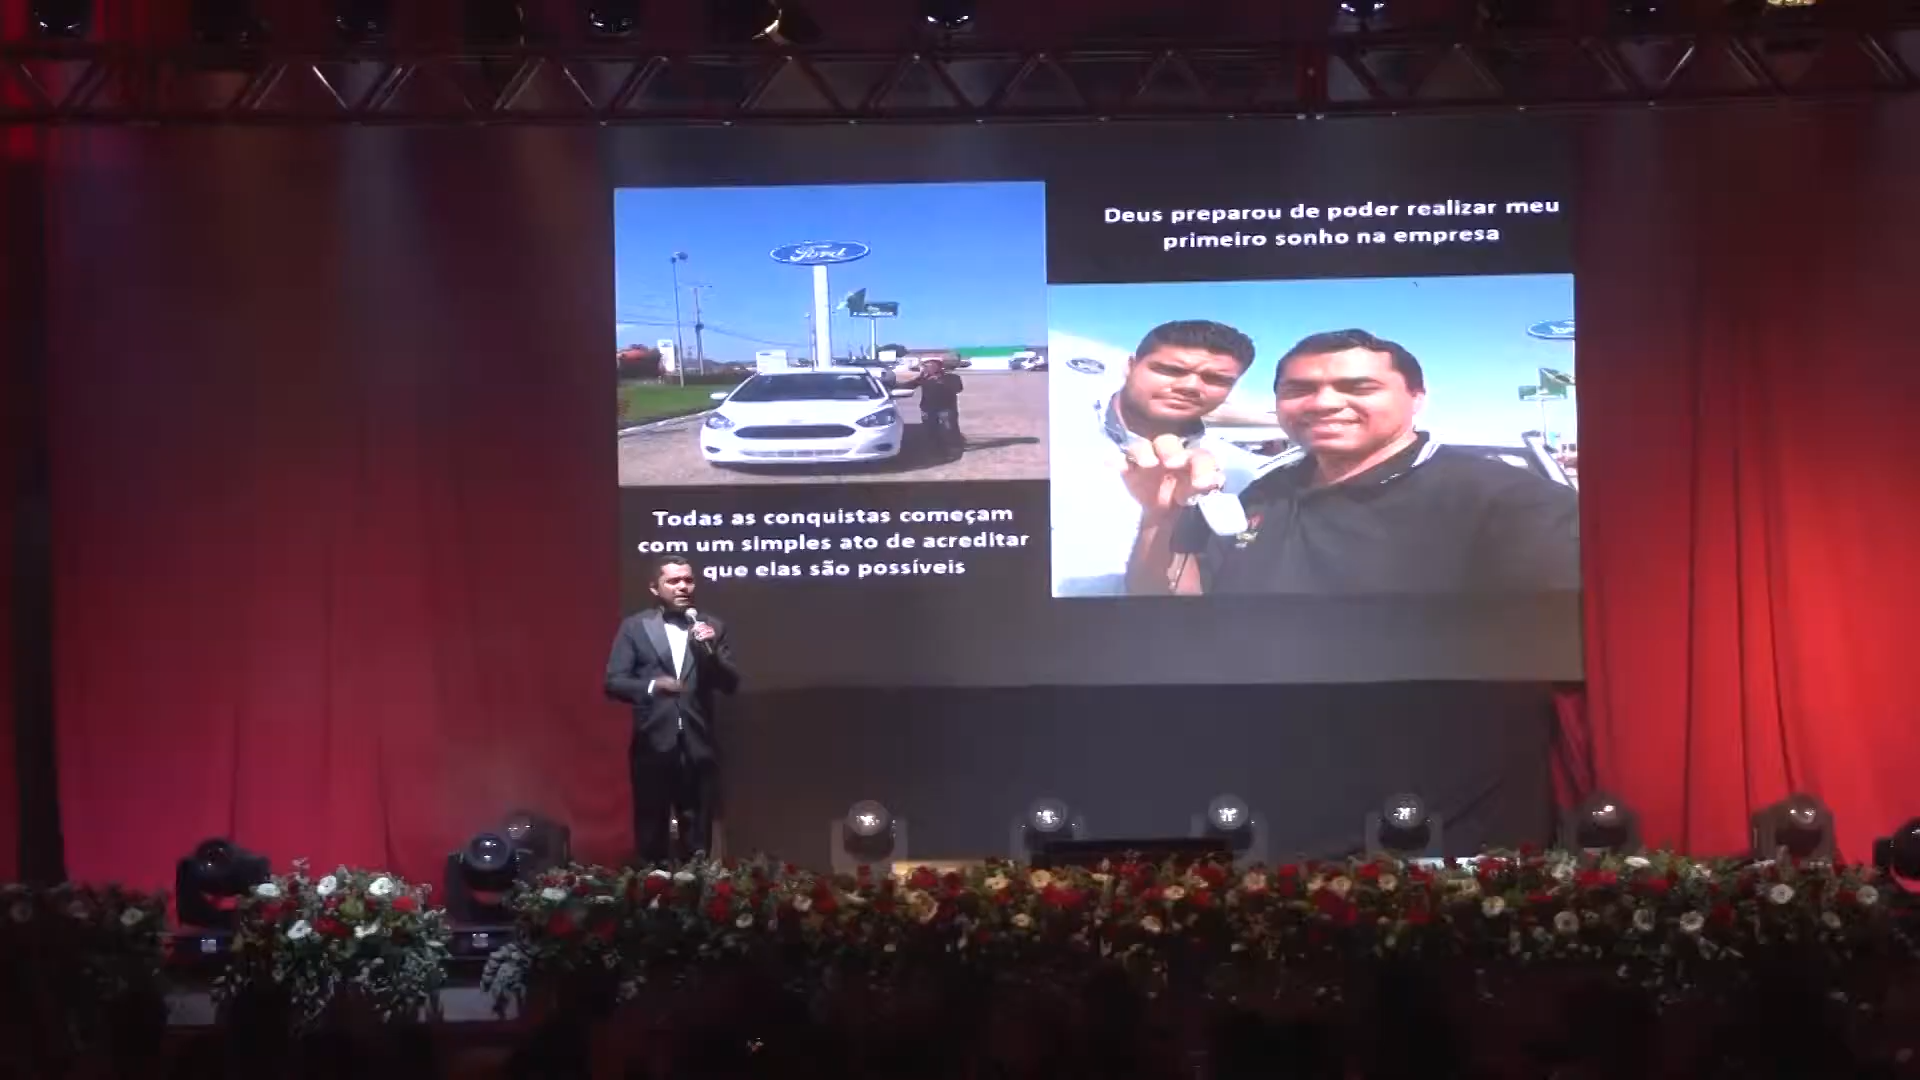 Ford
Todas as conquistas começam
com um simples ato de acreditar
que elas são possíveis
Deus preparou de poder realizar meu
primeiro sonho na empresa